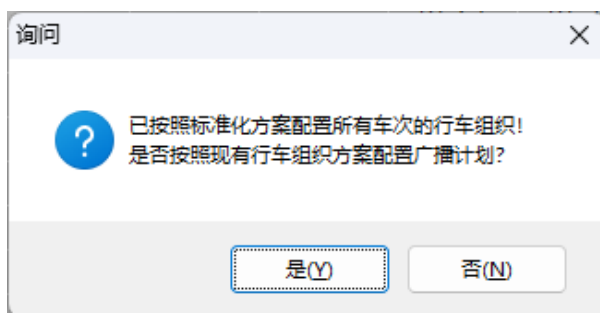 询问
已按照标准化方案配置所有车次的行车组织!
是否按照现有行车组织方案配置广播计划?
是(Y)
否(N)